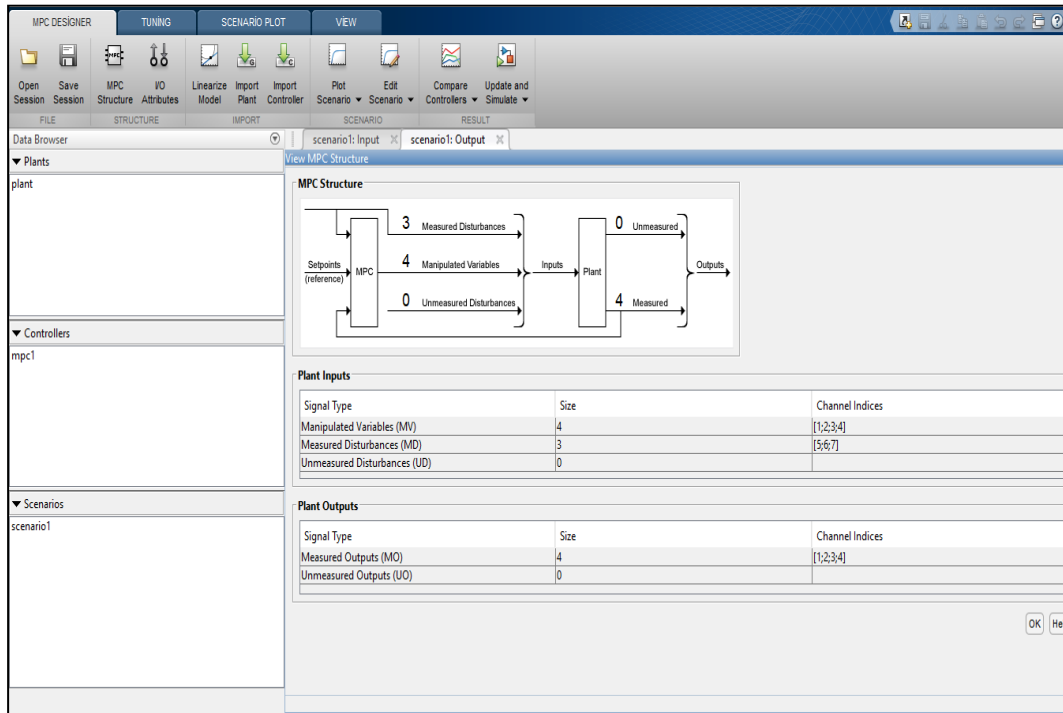 MPC DESIGNER TUNING SCENARIO PLOT VIEW
Open Session
Save Session
MPC Structure
I/O Attributes
Linearize Model
Import Plant
Import Controller
Plot Scenario
Edit Scenario
Compare Controllers
Update and Simulate
FILE STRUCTURE IMPORT SCENARIO RESULT
Data Browser
Plants
plant
Controllers
mpc1
Scenarios
scenario1
scenario1: Input scenario1: Output
View MPC Structure
MPC Structure
3 Measured Disturbances
0 Unmeasured
Setpoints
(reference)
MPC
4 Manipulated Variables
Inputs
Plant
Outputs
0 Unmeasured Disturbances
4 Measured
Plant Inputs
Signal Type Size Channel Indices
Manipulated Variables (MV) 4 [1;2;3;4]
Measured Disturbances (MD) 3 [5;6;7]
Unmeasured Disturbances (UD) 0
Plant Outputs
Signal Type Size Channel Indices
Measured Outputs (MO) 4 [1;2;3;4]
Unmeasured Outputs (UO) 0
OK He